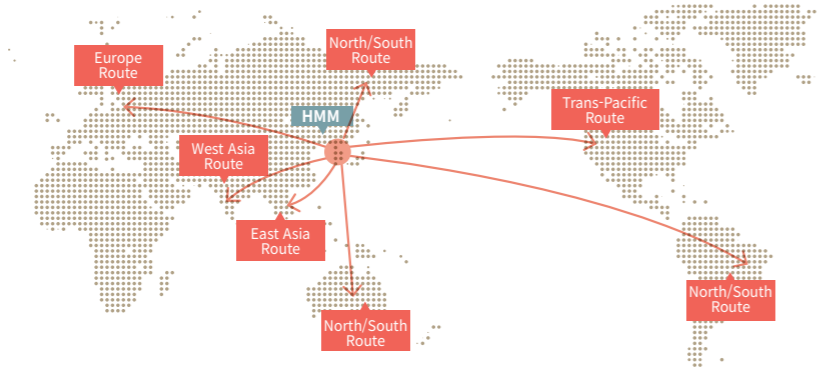 North/South
Route
Europe
Route
Trans-Pacific
Route
HMM
West Asia
Route
East Asia
Route
North/South
Route
North/South
Route